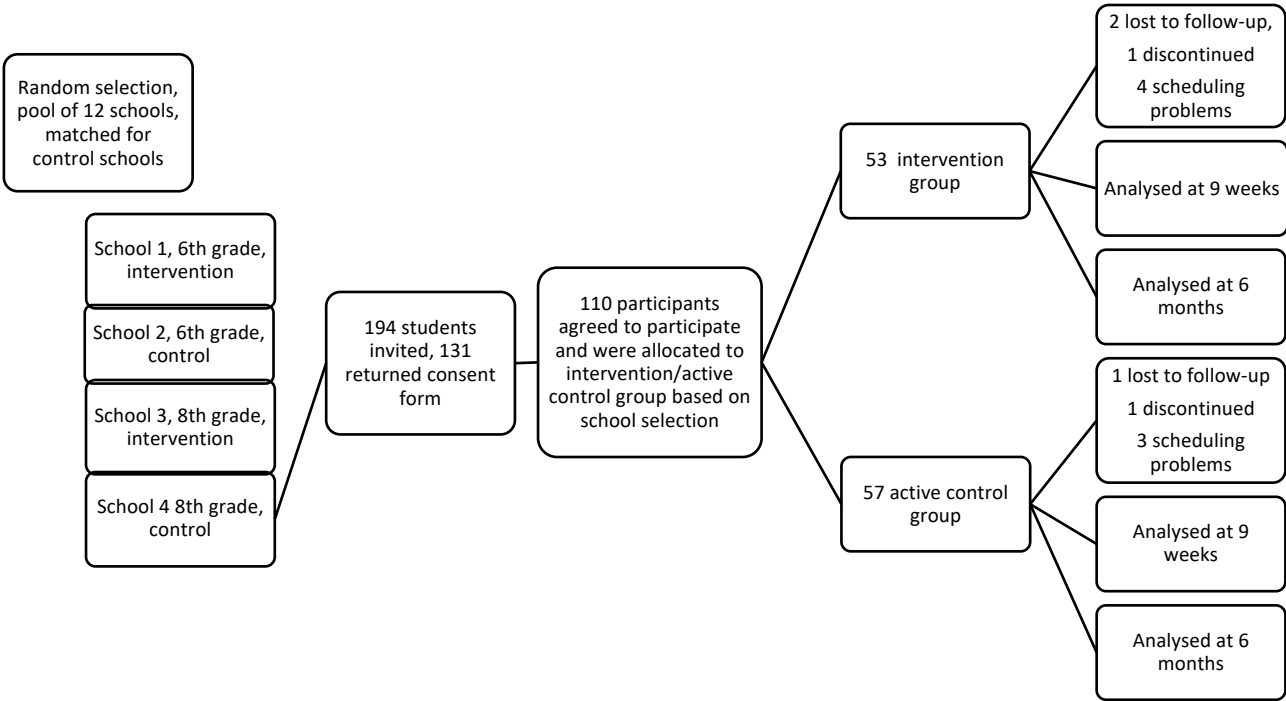 Random selection,
pool of 12 schools,
matched for
control schools
School 1, 6th grade,
intervention
School 2, 6th grade,
control
School 3, 8th grade,
intervention
School 4 8th grade,
control
194 students
invited, 131
returned consent
form
110 participants
agreed to participate
and were allocated to
intervention/active
control group based on
school selection
53 intervention
group
2 lost to follow-up,
1 discontinued
4 scheduling
problems
Analysed at 9 weeks
Analysed at 6
months
57 active control
group
1 lost to follow-up
1 discontinued
3 scheduling
problems
Analysed at 9
weeks
Analysed at 6
months